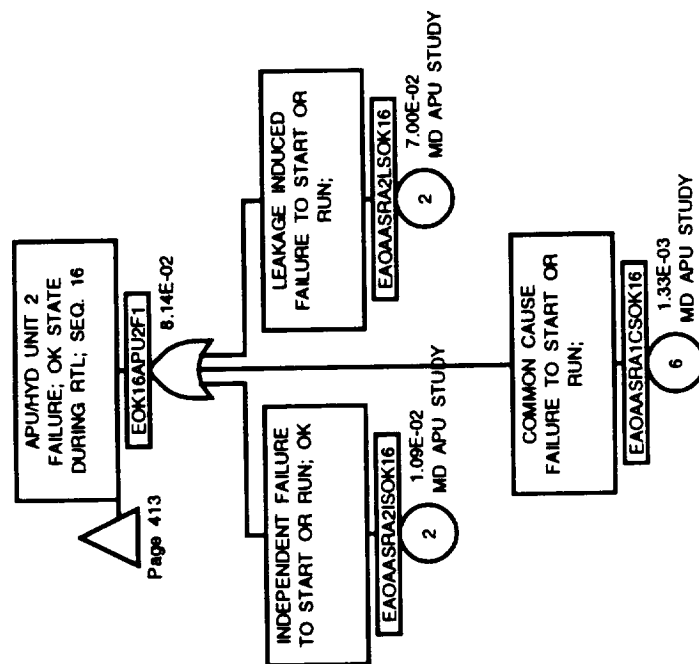 APU/HYD UNIT 2
FAILURE; OK STATE
DURING RTL; SEQ. 16
EOK16APU2F1
8.14E-02
Page 413
INDEPENDENT FAILURE
TO START OR RUN; OK
EAOAASRA2ISOK16
1.09E-02
2
MD APU STUDY
LEAKAGE INDUCED
FAILURE TO START OR
RUN;
EAOAASRA2LSOK16
7.00E-02
2
MD APU STUDY
COMMON CAUSE
FAILURE TO START OR
RUN;
EAOAASRA1CSOK16
1.33E-03
6
MD APU STUDY